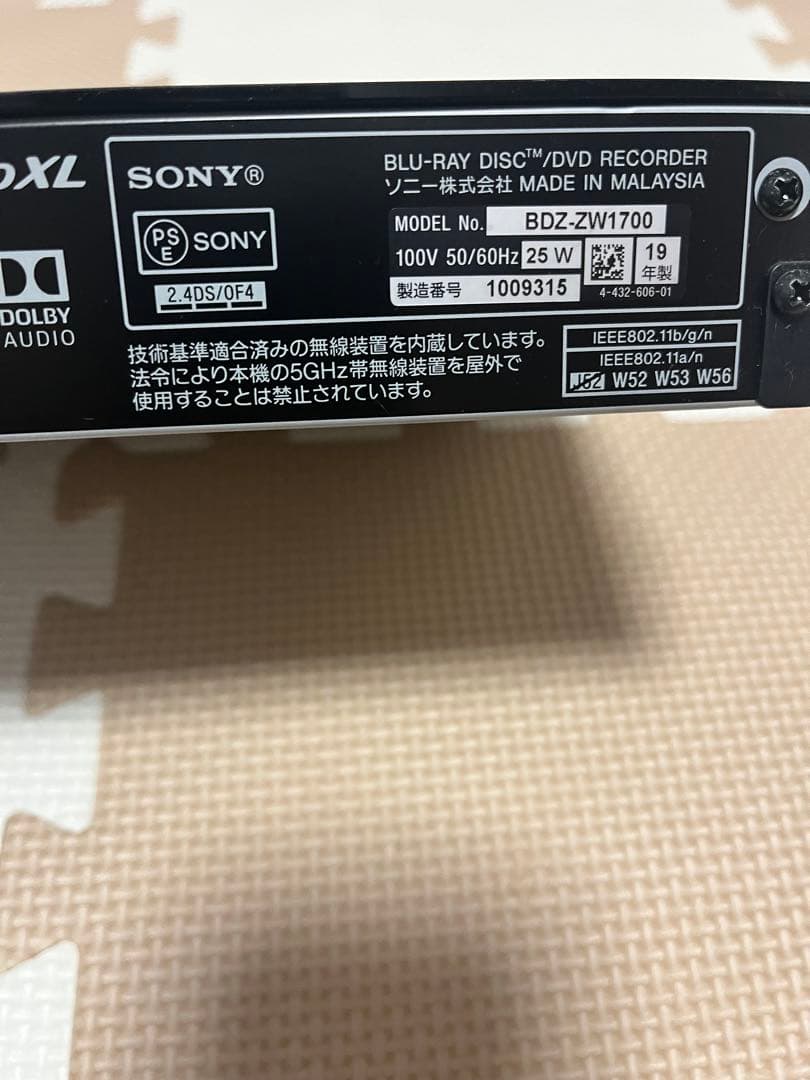 XL
DOLBY
AUDIO
SONY®
PSE SONY
2.4DS/OF4
BLU-RAY DISC™/DVD RECORDER
ソニー株式会社 MADE IN MALAYSIA
MODEL No. BDZ-ZW1700
100V 50/60Hz 25 W
19
年製
製造番号 1009315
4-432-606-01
技術基準適合済みの無線装置を内蔵しています。
法令により本機の5GHz帯無線装置を屋外で
使用することは禁止されています。
IEEE802.11b/g/n
IEEE802.11a/n
J52 W52 W53 W56